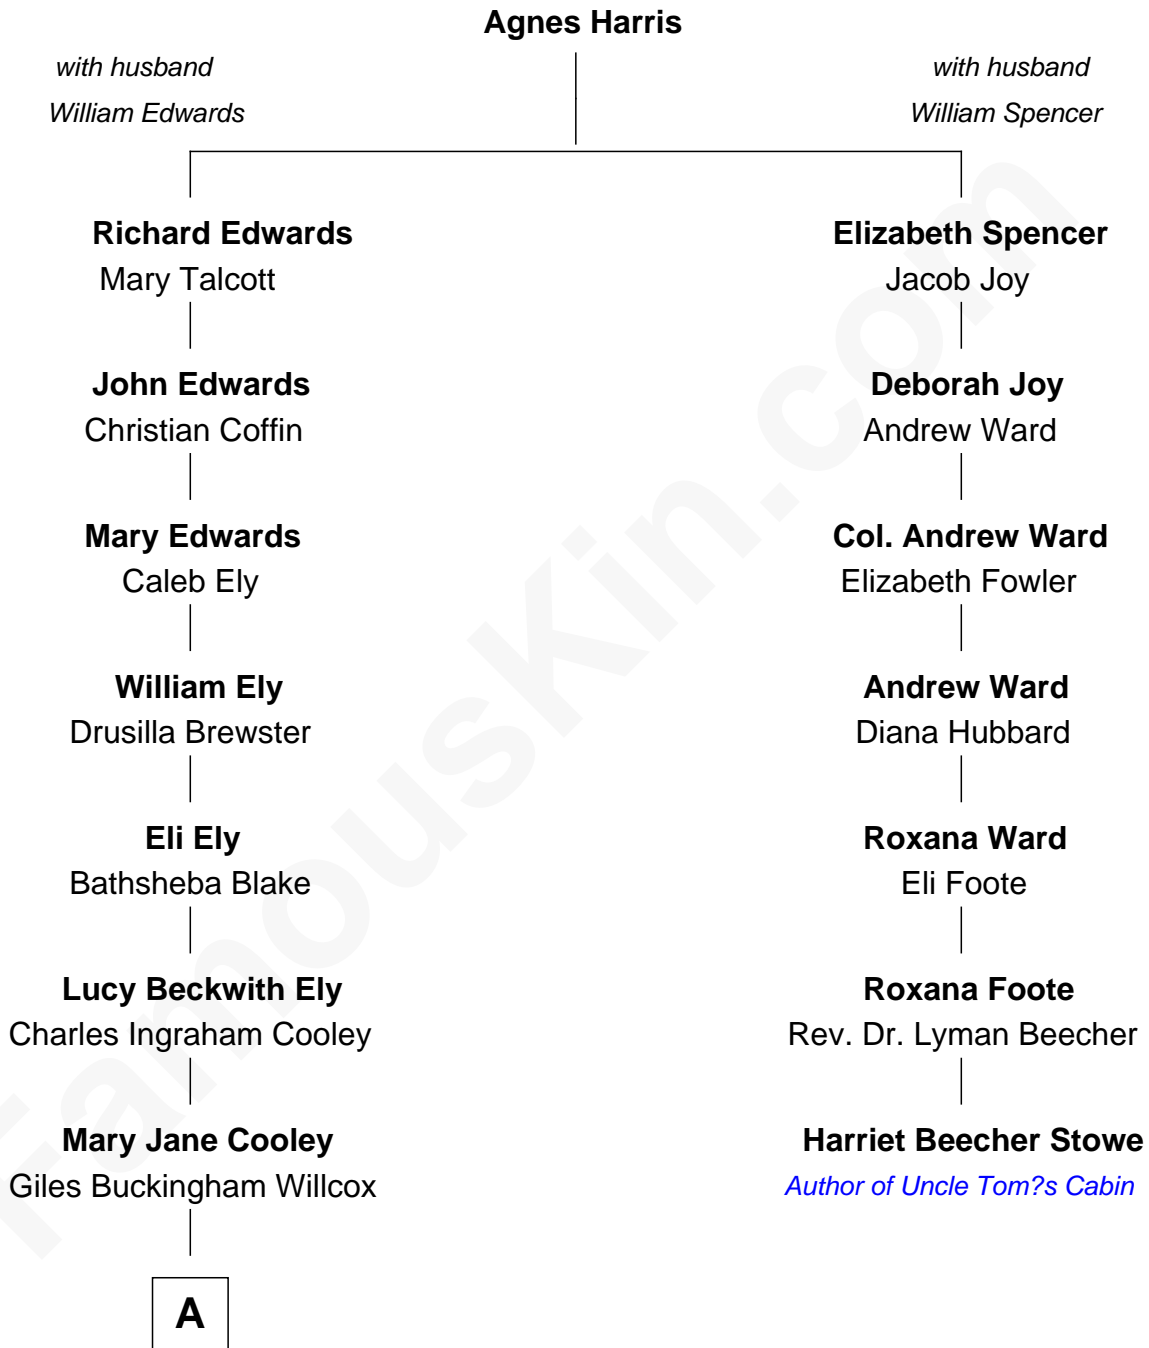 Agnes Harris
with husband
William Edwards
with husband
William Spencer
Richard Edwards
Mary Talcott
Elizabeth Spencer
Jacob Joy
John Edwards
Christian Coffin
Deborah Joy
Andrew Ward
Mary Edwards
Caleb Ely
Col. Andrew Ward
Elizabeth Fowler
William Ely
Drusilla Brewster
Andrew Ward
Diana Hubbard
Eli Ely
Bathsheba Blake
Roxana Ward
Eli Foote
Lucy Beckwith Ely
Charles Ingraham Cooley
Roxana Foote
Rev. Dr. Lyman Beecher
Mary Jane Cooley
Giles Buckingham Willcox
Harriet Beecher Stowe
Author of Uncle Tom?s Cabin
A
FamousKin.com